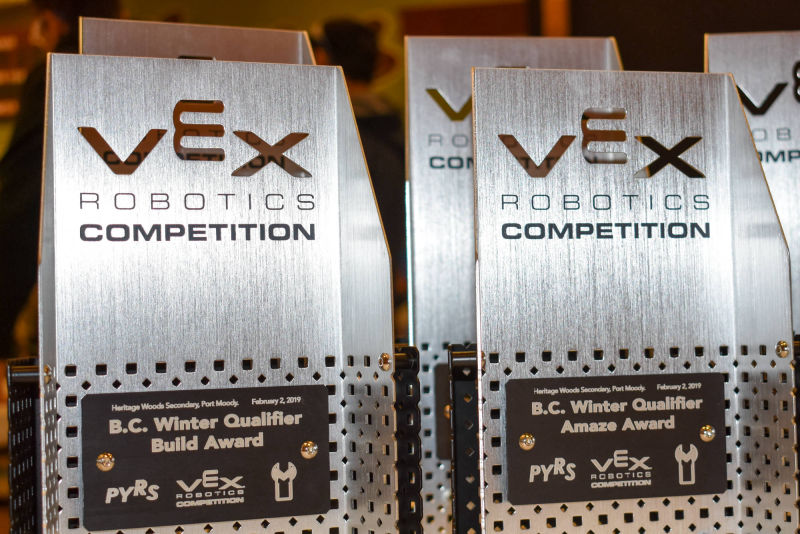 VEX
ROBOTICS
COMPETITION
Heritage Woods Secondary, Port Moody. February 2, 2019
B.C. Winter Qualifier
Build Award
PYRS
VEX
ROBOTICS
COMPETITION
VEX
ROBOTICS
COMPETITION
Heritage Woods Secondary, Port Moody. February 2, 2019
B.C. Winter Qualifier
Amaze Award
PYRS
VEX
ROBOTICS
COMPETITION